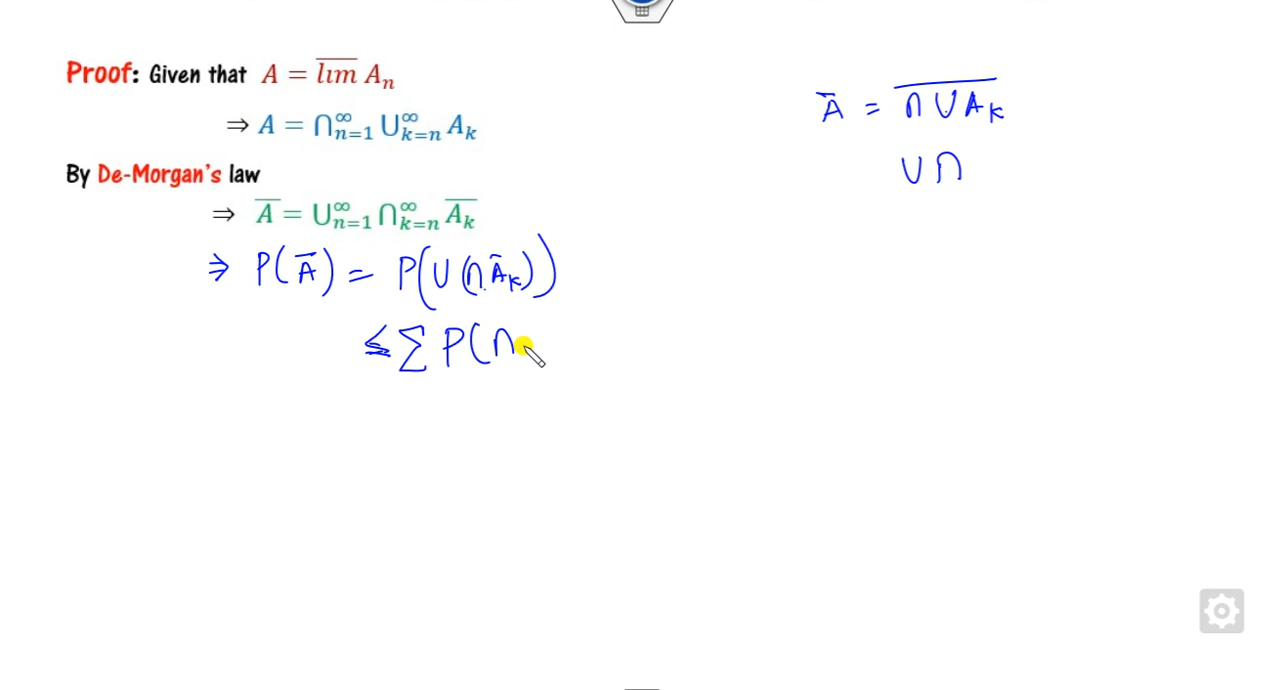 Proof: Given that A = \overline{lim} Aₙ
⇒ A = ⋂_{n=1}^{∞} ⋃_{k=n}^{∞} A_k
By De-Morgan's law
⇒ \overline{A} = ⋃_{n=1}^{∞} ⋂_{k=n}^{∞} \overline{A_k}
⇒ P(\overline{A}) = P(∪(∩ \overline{A}_k))
≤ ∑ P(∩
\overline{A} = \overline{∩ ∪ A_k}
∪ ∩